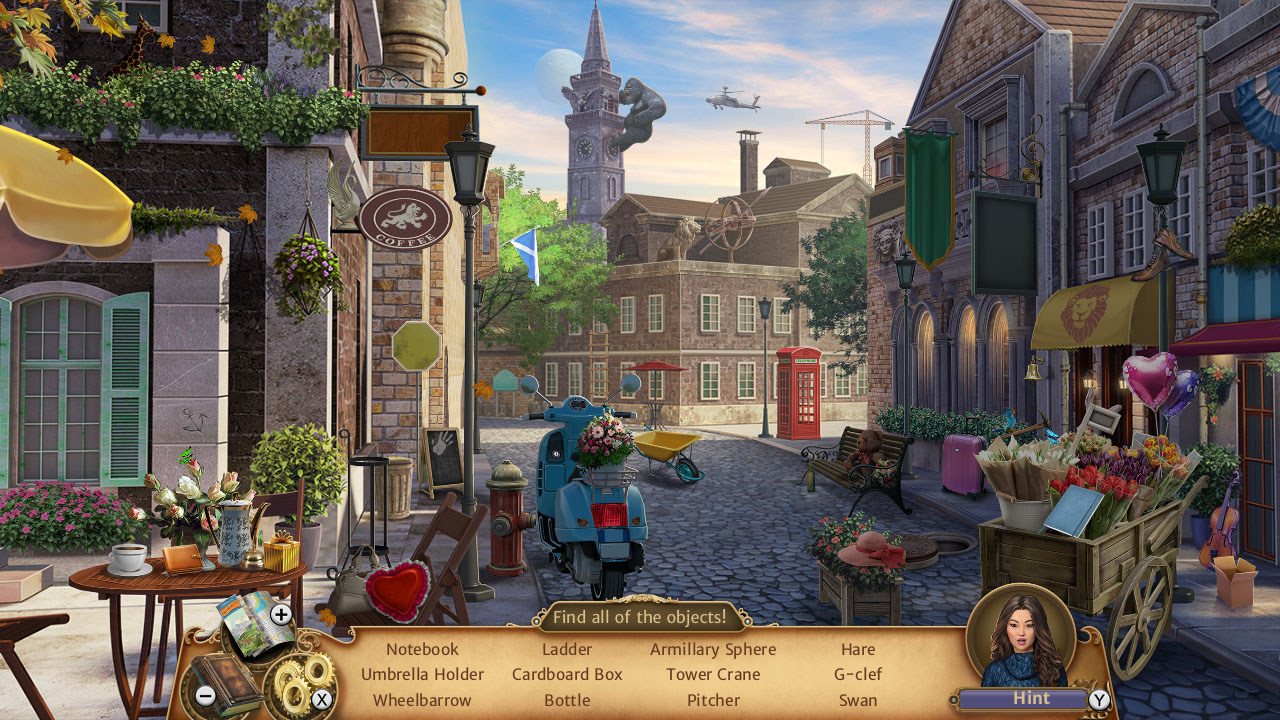 COFFEE
TELEPHONE
Find all of the objects!
Notebook Ladder Armillary Sphere Hare
Umbrella Holder Cardboard Box Tower Crane G-clef
Wheelbarrow Bottle Pitcher Swan
+
−
X
Hint
Y